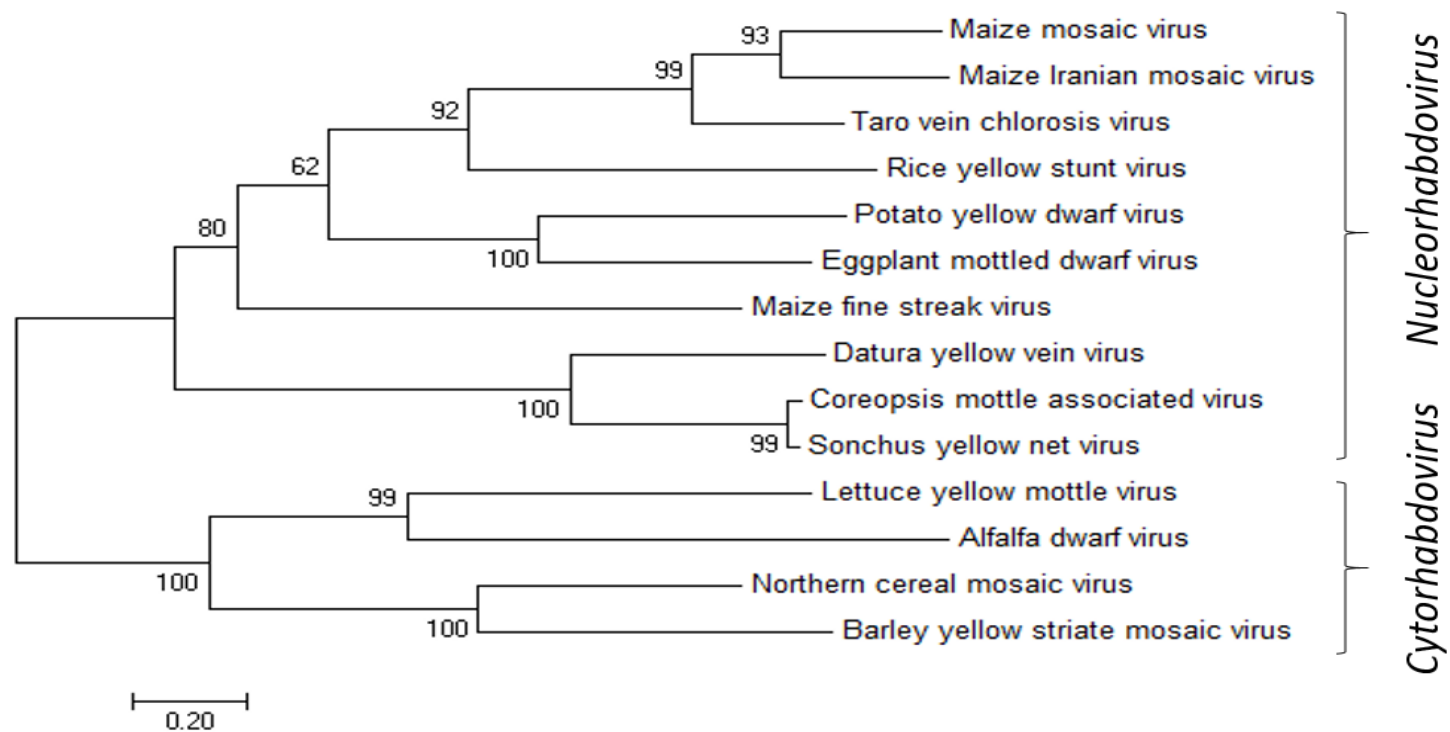 93
Maize mosaic virus
99
Maize Iranian mosaic virus
92
Taro vein chlorosis virus
62
Rice yellow stunt virus
80
Potato yellow dwarf virus
100
Eggplant mottled dwarf virus
Maize fine streak virus
Datura yellow vein virus
100
Coreopsis mottle associated virus
99
Sonchus yellow net virus
99
Lettuce yellow mottle virus
Alfalfa dwarf virus
100
Northern cereal mosaic virus
100
Barley yellow striate mosaic virus
0.20
Nucleorhabdovirus
Cytorhabdovirus